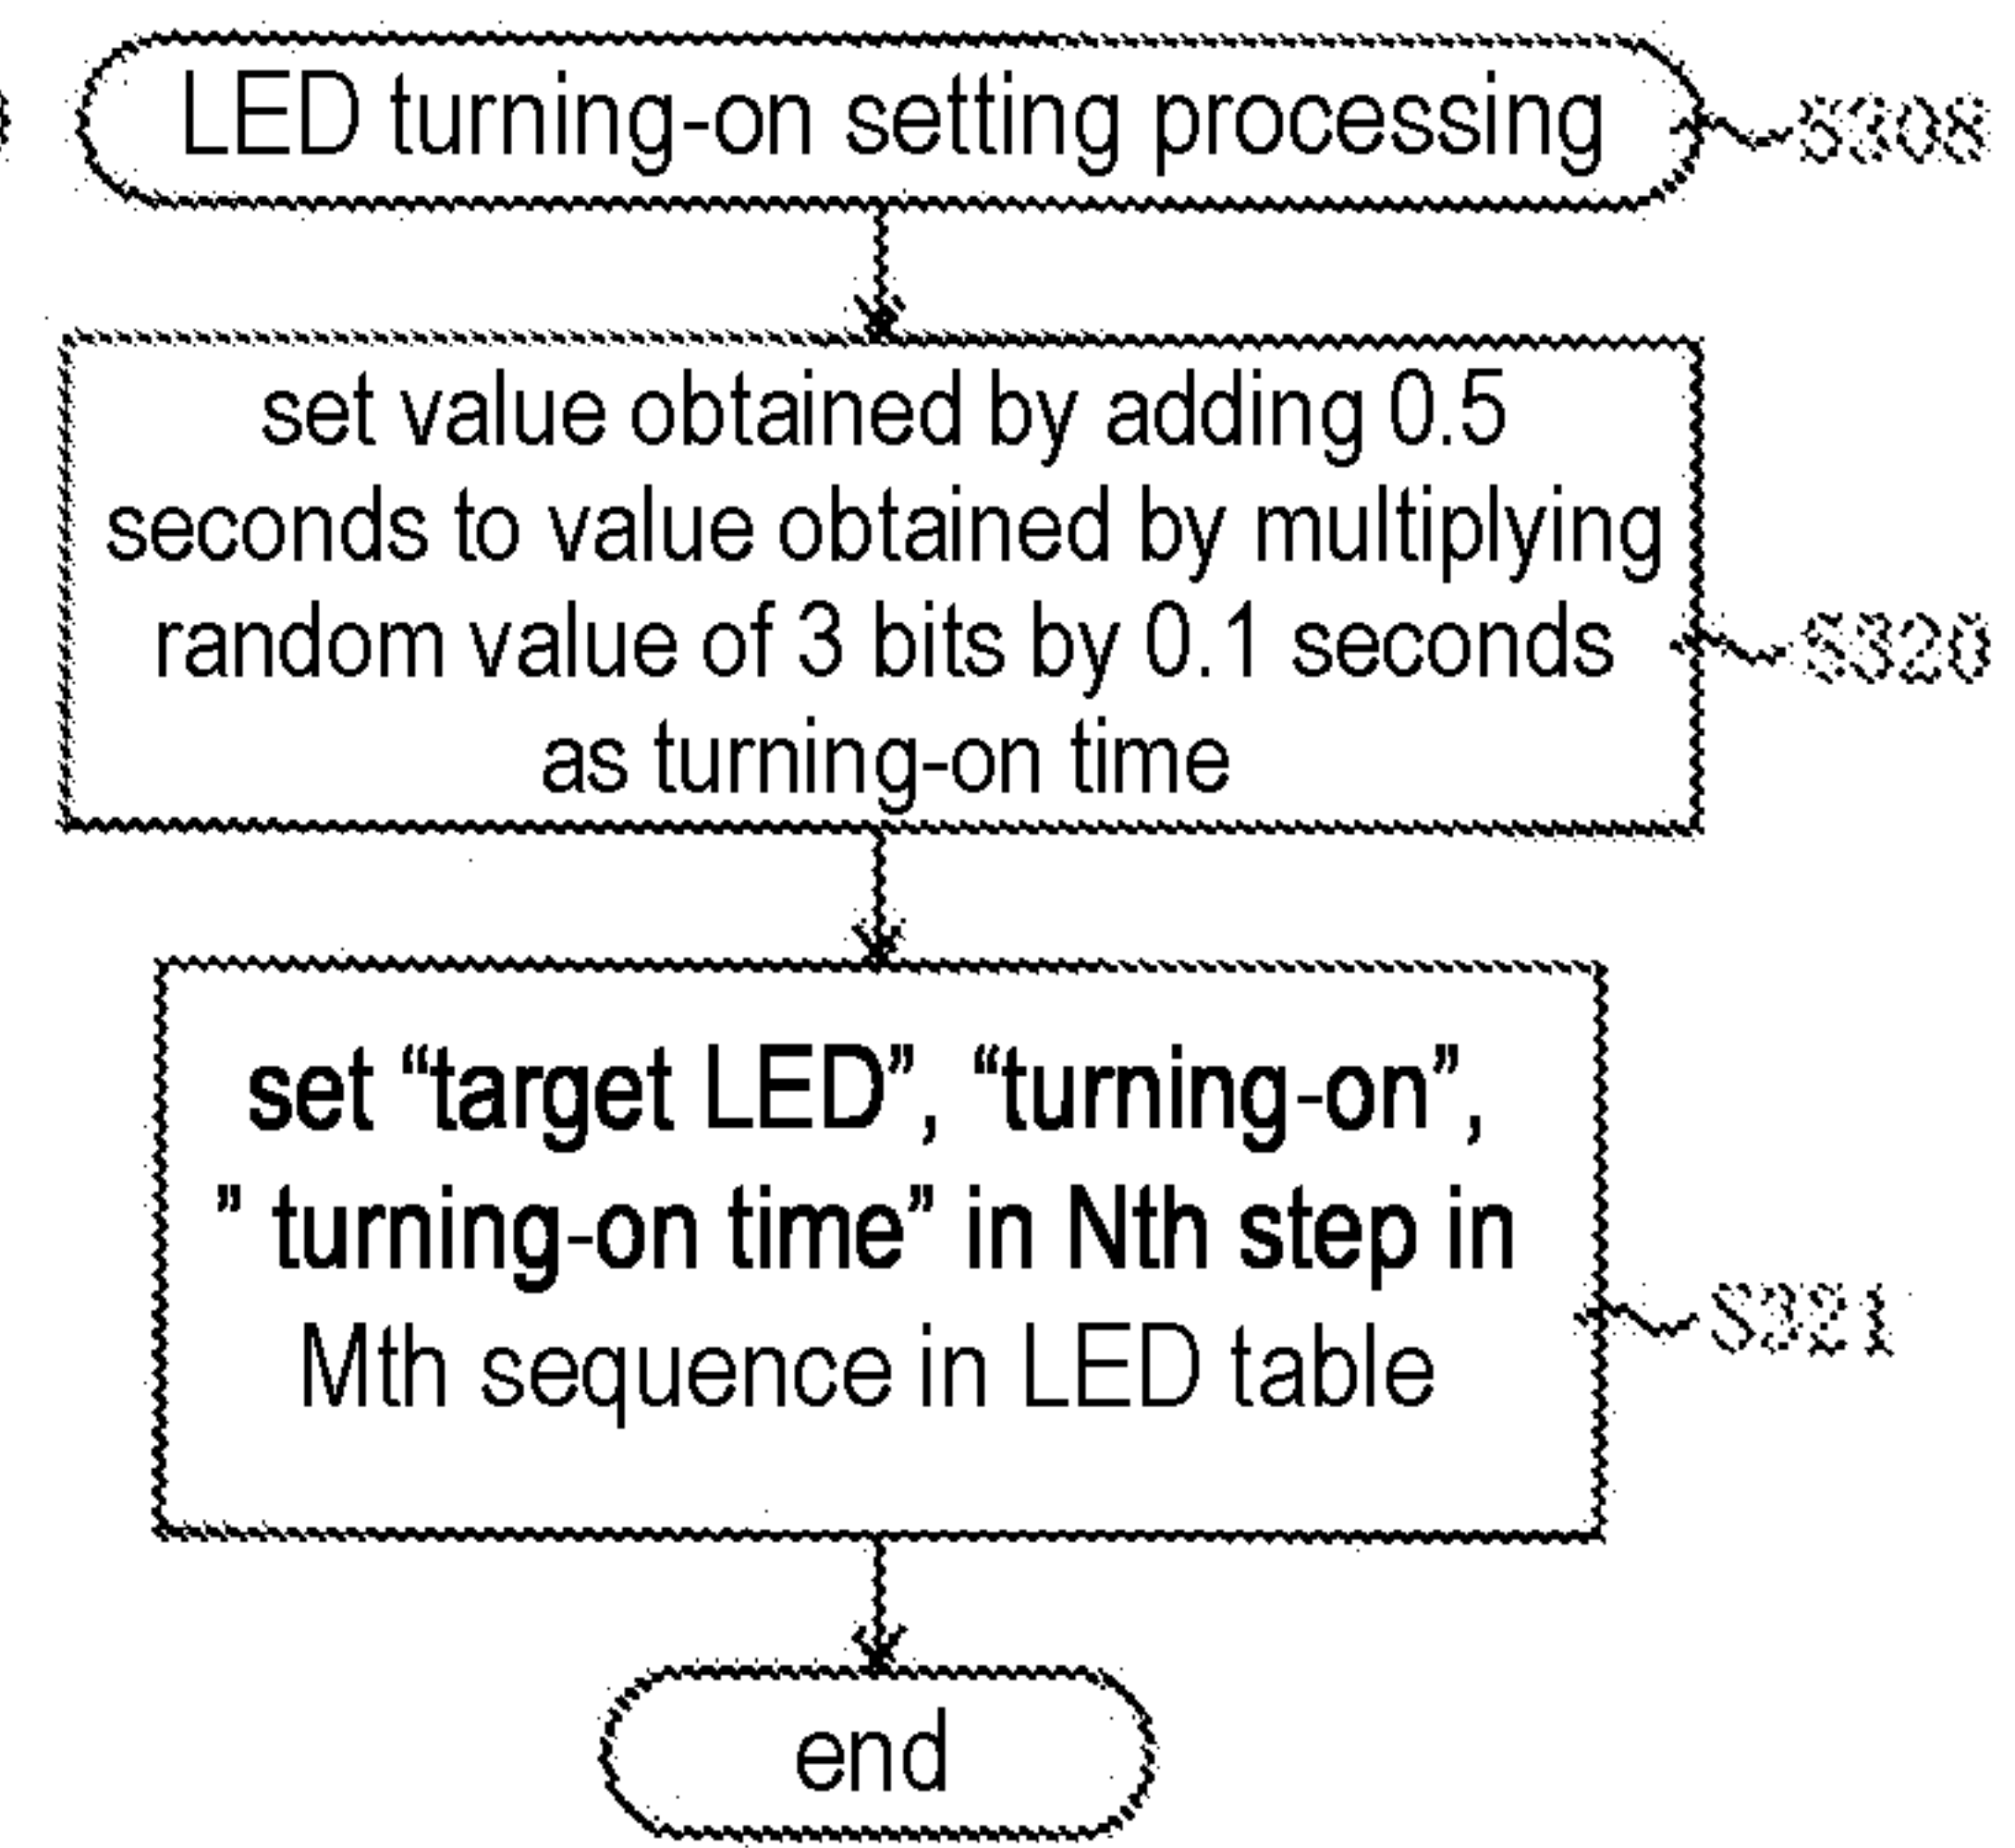 LED turning-on setting processing
S308
set value obtained by adding 0.5
seconds to value obtained by multiplying
random value of 3 bits by 0.1 seconds
as turning-on time
S320
set “target LED”, “turning-on”,
” turning-on time” in Nth step in
Mth sequence in LED table
S321
end